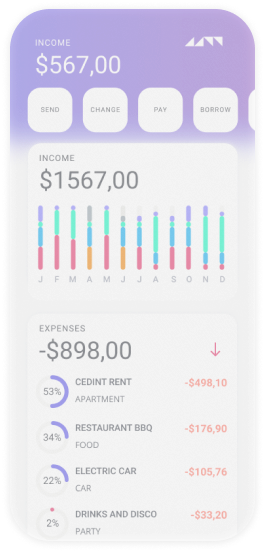 INCOME
$567,00
SEND CHANGE PAY BORROW
INCOME
$1567,00
J F M A M J J A S O N D
EXPENSES
-$898,00
53% CEDINT RENT -$498,10
APARTMENT
34% RESTAURANT BBQ -$176,90
FOOD
22% ELECTRIC CAR -$105,76
CAR
2% DRINKS AND DISCO -$33,20
PARTY